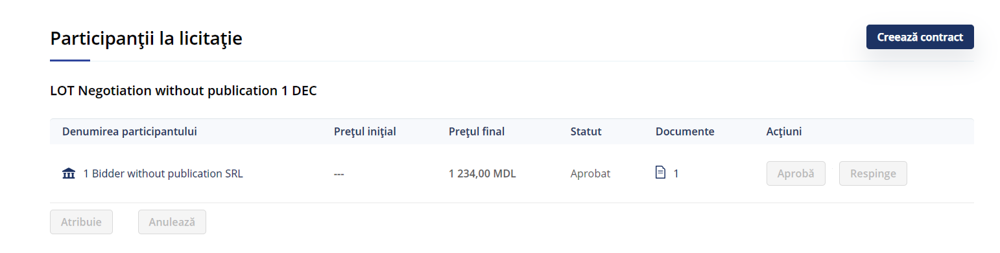 Participanţii la licitaţie
Creează contract
LOT Negotiation without publication 1 DEC
Denumirea participantului Preţul iniţial Preţul final Statut Documente Acţiuni
1 Bidder without publication SRL --- 1 234,00 MDL Aprobat 1 Aprobă Respinge
Atribuie Anulează